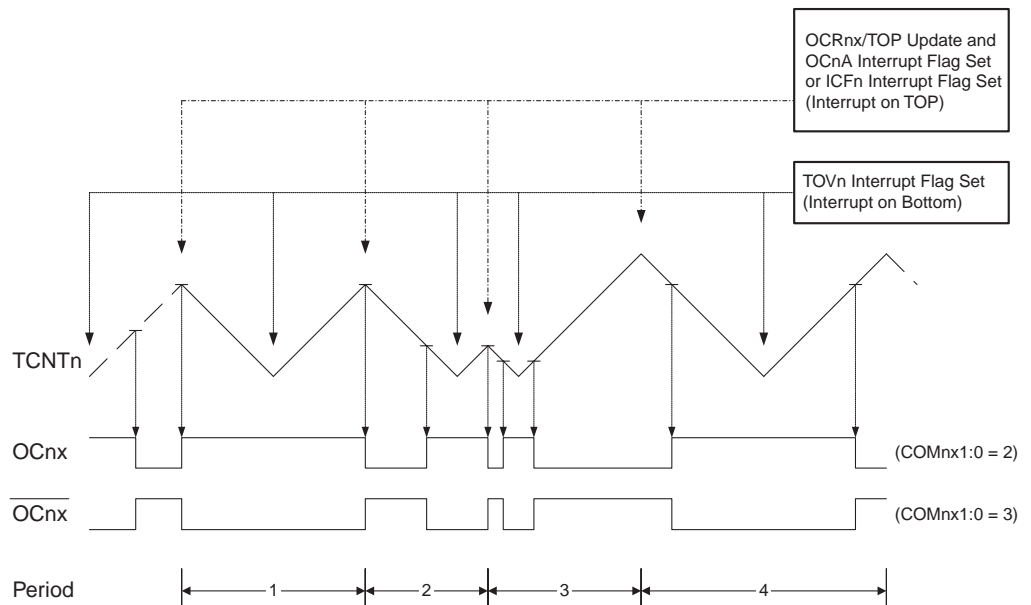 OCRnx/TOP Update and
OCnA Interrupt Flag Set
or ICFn Interrupt Flag Set
(Interrupt on TOP)
TOVn Interrupt Flag Set
(Interrupt on Bottom)
TCNTn
OCnx
(COMnx1:0 = 2)
OCnx
(COMnx1:0 = 3)
Period
1
2
3
4